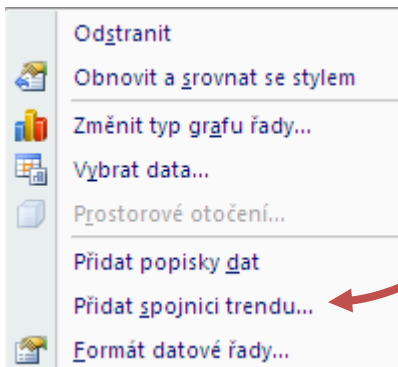 Odstranit
Obnovit a srovnat se stylem
Změnit typ grafu řady...
Vybrat data...
Prostorové otočení...
Přidat popisky dat
Přidat spojnici trendu...
Formát datové řady...